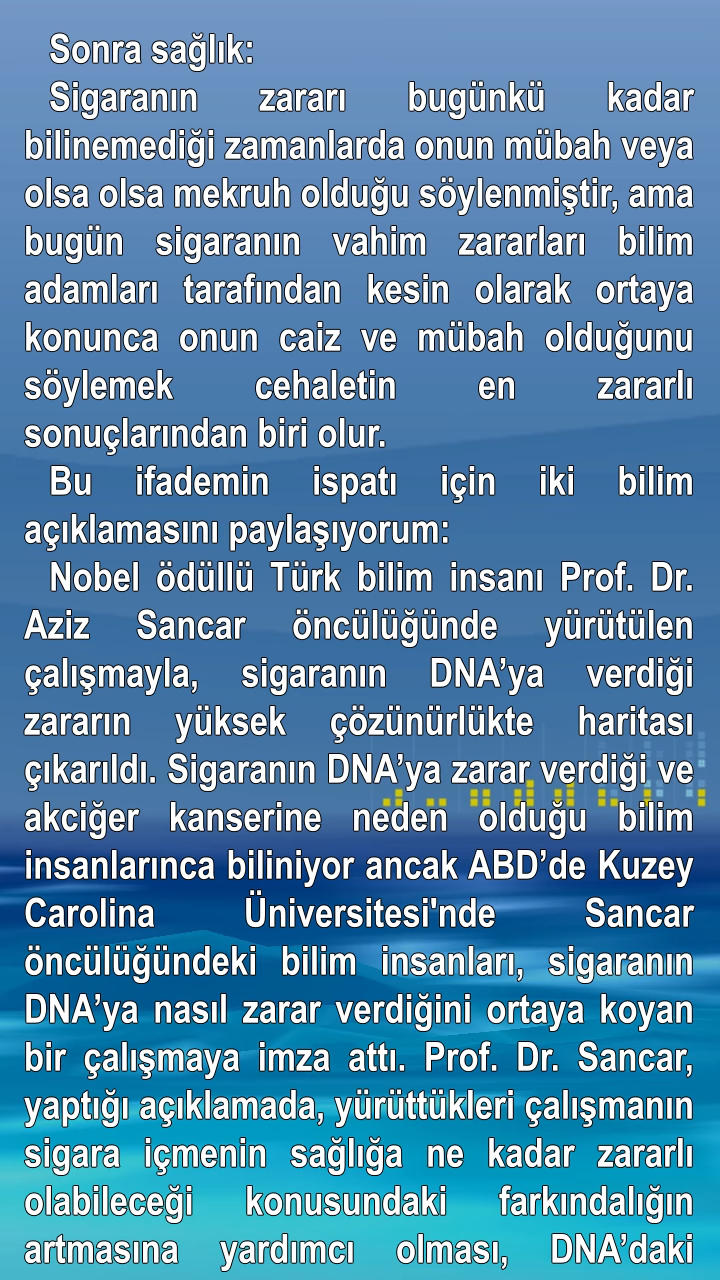 Sonra sağlık:
Sigaranın zararı bugünkü kadar
bilinemediği zamanlarda onun mübah veya
olsa olsa mekruh olduğu söylenmiştir, ama
bugün sigaranın vahim zararları bilim
adamları tarafından kesin olarak ortaya
konunca onun caiz ve mübah olduğunu
söylemek cehaletin en zararlı
sonuçlarından biri olur.
Bu ifademin ispatı için iki bilim
açıklamasını paylaşıyorum:
Nobel ödüllü Türk bilim insanı Prof. Dr.
Aziz Sancar öncülüğünde yürütülen
çalışmayla, sigaranın DNA’ya verdiği
zararın yüksek çözünürlükte haritası
çıkarıldı. Sigaranın DNA’ya zarar verdiği ve
akciğer kanserine neden olduğu bilim
insanlarınca biliniyor ancak ABD’de Kuzey
Carolina Üniversitesi'nde Sancar
öncülüğündeki bilim insanları, sigaranın
DNA’ya nasıl zarar verdiğini ortaya koyan
bir çalışmaya imza attı. Prof. Dr. Sancar,
yaptığı açıklamada, yürüttükleri çalışmanın
sigara içmenin sağlığa ne kadar zararlı
olabileceği konusundaki farkındalığın
artmasına yardımcı olması, DNA’daki